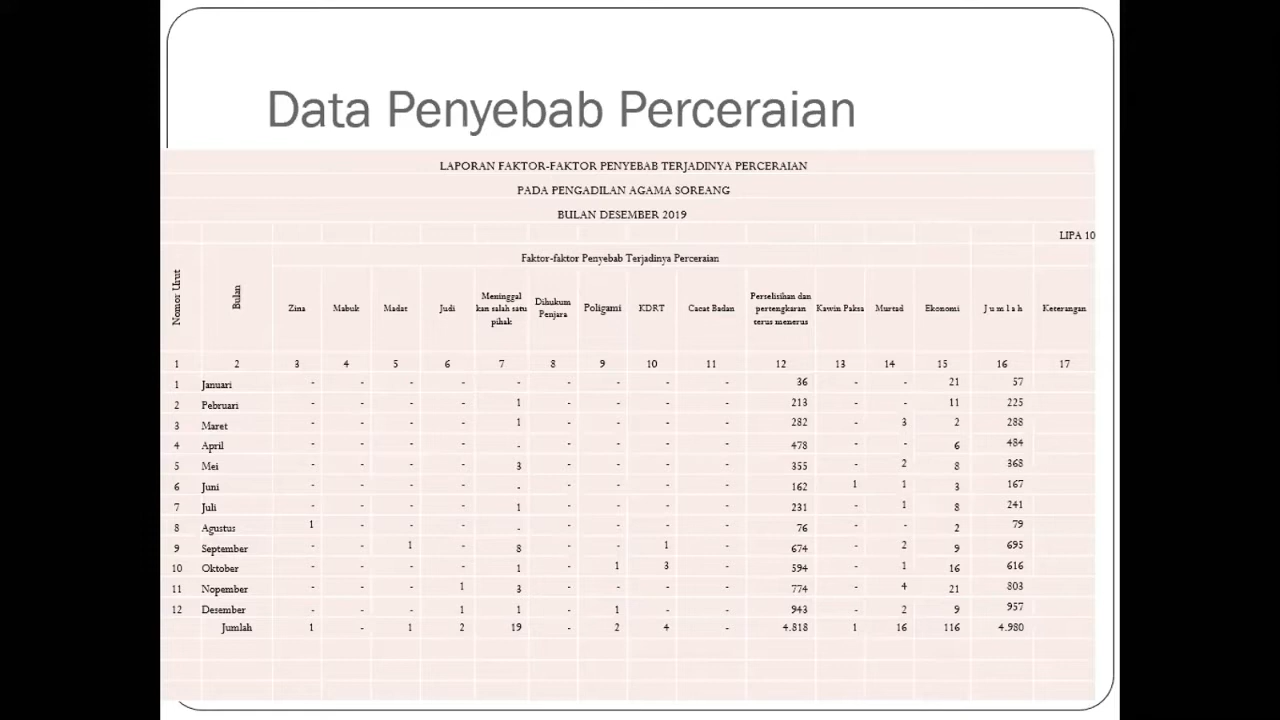 Data Penyebab Perceraian
LAPORAN FAKTOR-FAKTOR PENYEBAB TERJADINYA PERCERAIAN
PADA PENGADILAN AGAMA SOREANG
BULAN DESEMBER 2019
LIPA 10
Faktor-faktor Penyebab Terjadinya Perceraian
Nomor Urut Bulan Zina Mabuk Madat Judi Meninggal kan salah satu pihak Dihukum Penjara Poligami KDRT Cacat Badan Perselisihan dan pertengkaran terus menerus Kawin Paksa Murtad Ekonomi J u m l a h Keterangan
1 2 3 4 5 6 7 8 9 10 11 12 13 14 15 16 17
1 Januari - - - - - - - - - 36 - - 21 57
2 Pebruari - - - - 1 - - - - 213 - - 11 225
3 Maret - - - - 1 - - - - 282 - 3 2 288
4 April - - - - - - - - - 478 - - 6 484
5 Mei - - - - 3 - - - - 355 - 2 8 368
6 Juni - - - - - - - - - 162 1 1 3 167
7 Juli - - - - 1 - - - - 231 - 1 8 241
8 Agustus 1 - - - - - - - - 76 - - 2 79
9 September - - 1 - 8 - - 1 - 674 - 2 9 695
10 Oktober - - - - 1 - 1 3 - 594 - 1 16 616
11 Nopember - - - 1 3 - - - - 774 - 4 21 803
12 Desember - - - 1 1 - 1 - - 943 - 2 9 957
Jumlah 1 - 1 2 19 - 2 4 - 4.818 1 16 116 4.980